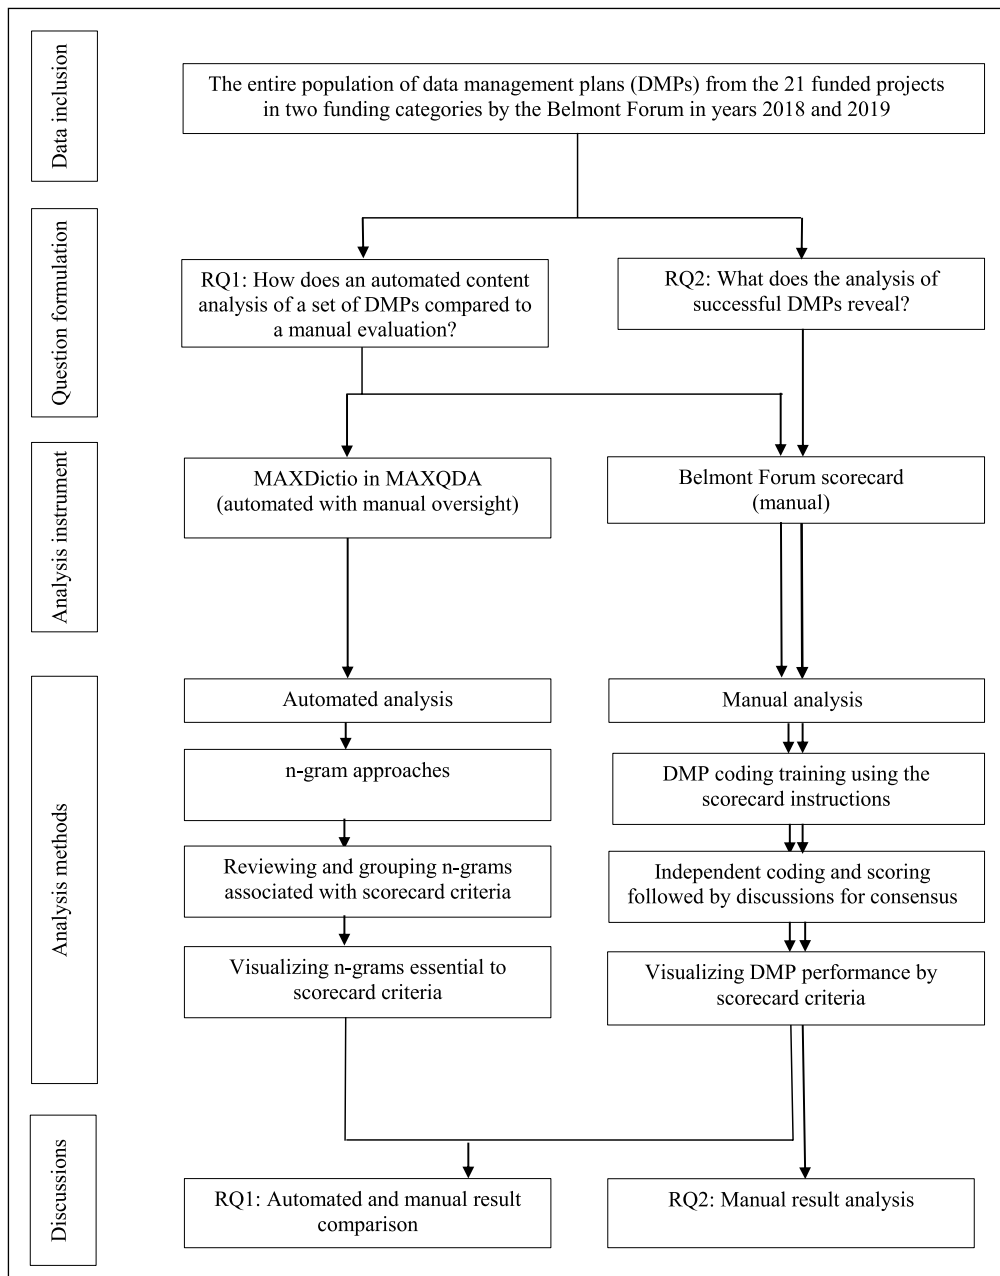 Data inclusion
The entire population of data management plans (DMPs) from the 21 funded projects
in two funding categories by the Belmont Forum in years 2018 and 2019
Question formulation
RQ1: How does an automated content
analysis of a set of DMPs compared to
a manual evaluation?
RQ2: What does the analysis of
successful DMPs reveal?
Analysis instrument
MAXDictio in MAXQDA
(automated with manual oversight)
Belmont Forum scorecard
(manual)
Analysis methods
Automated analysis
n-gram approaches
Reviewing and grouping n-grams
associated with scorecard criteria
Visualizing n-grams essential to
scorecard criteria
Manual analysis
DMP coding training using the
scorecard instructions
Independent coding and scoring
followed by discussions for consensus
Visualizing DMP performance by
scorecard criteria
Discussions
RQ1: Automated and manual result
comparison
RQ2: Manual result analysis